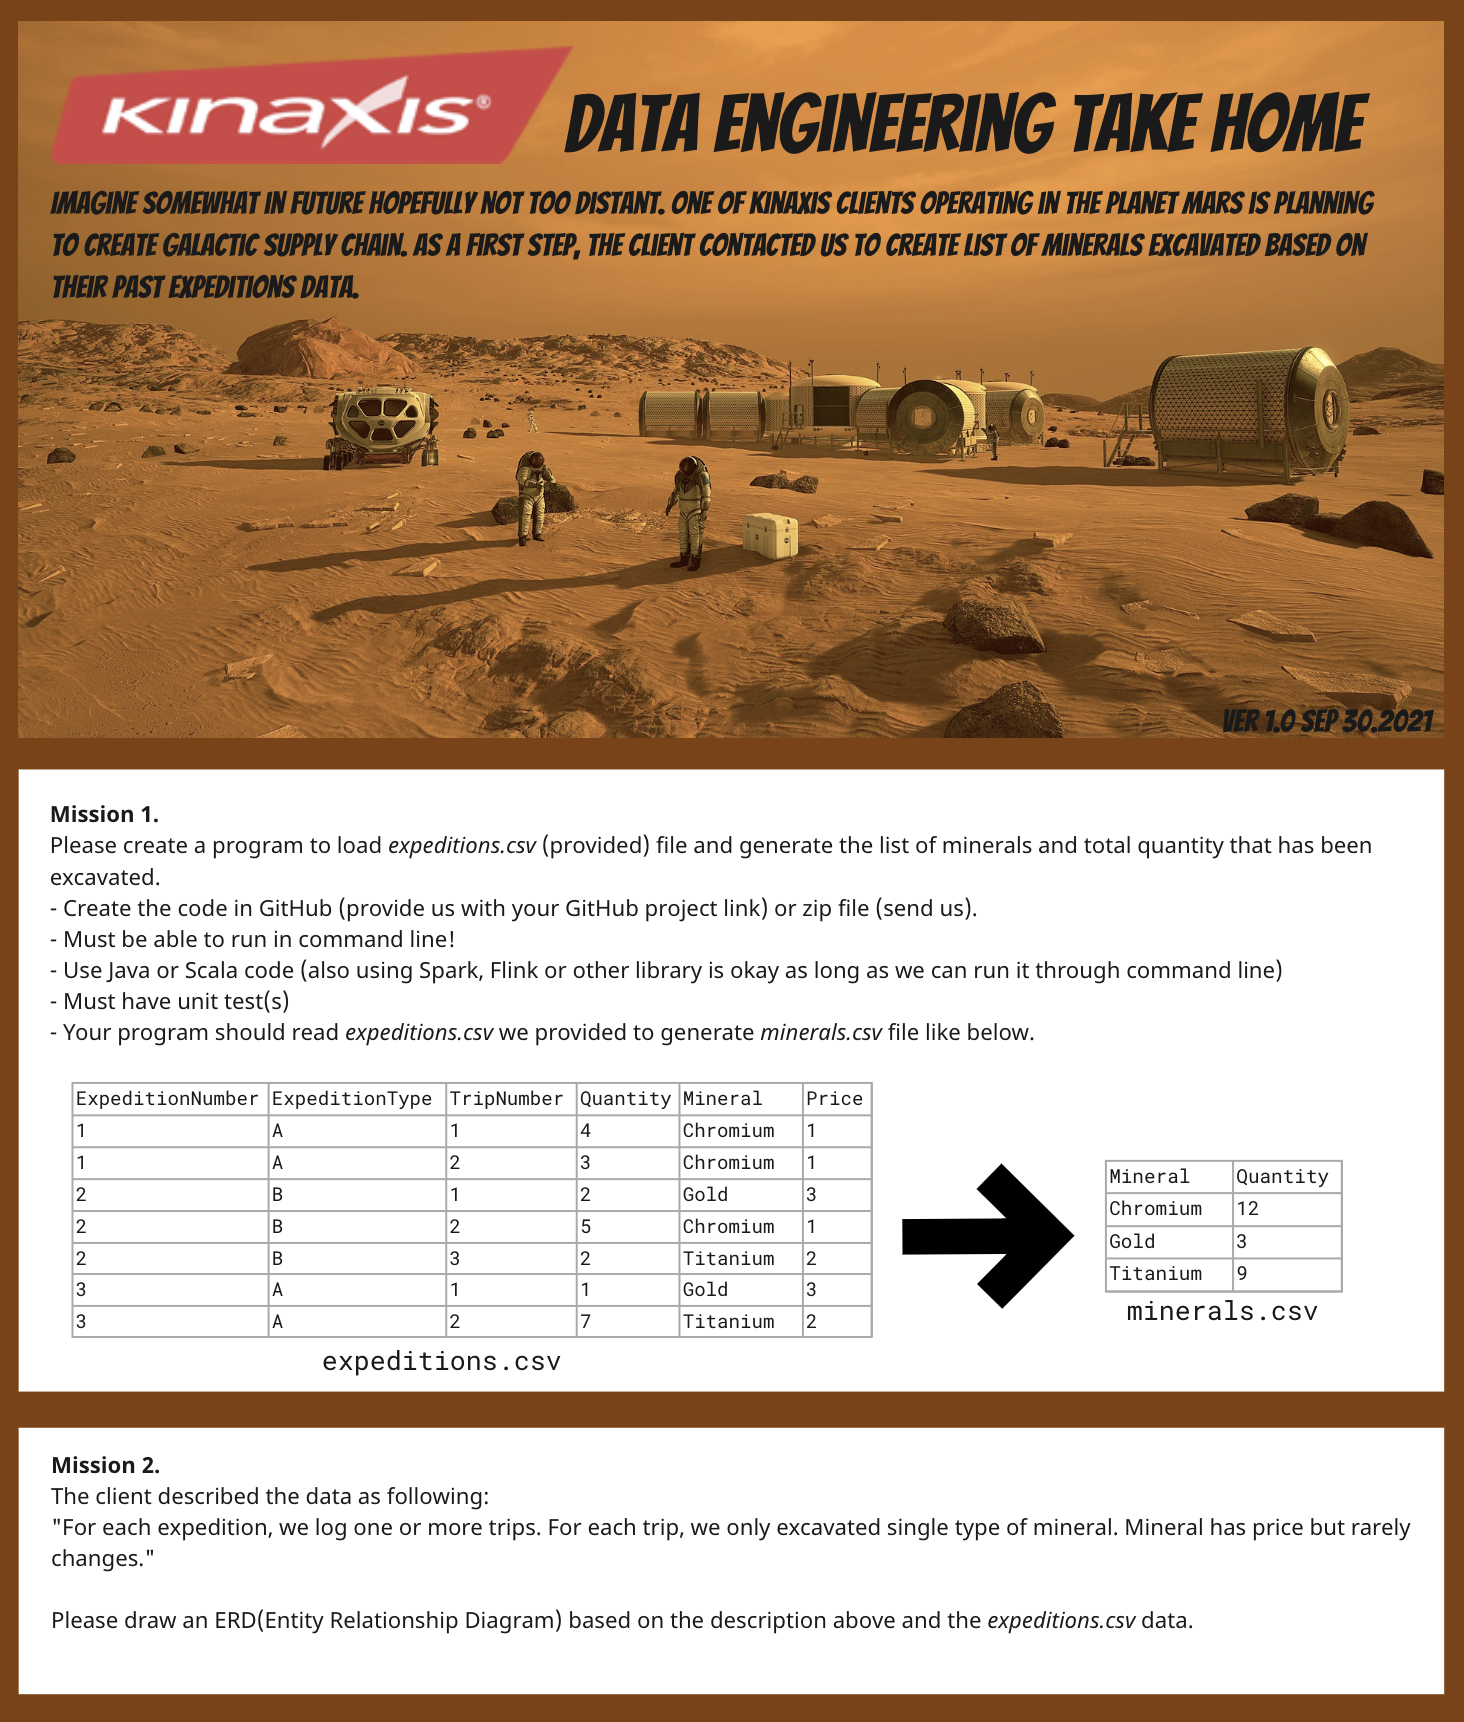 KINAXIS®
DATA ENGINEERING TAKE HOME
IMAGINE SOMEWHAT IN FUTURE HOPEFULLY NOT TOO DISTANT. ONE OF KINAXIS CLIENTS OPERATING IN THE PLANET MARS IS PLANNING
TO CREATE GALACTIC SUPPLY CHAIN. AS A FIRST STEP, THE CLIENT CONTACTED US TO CREATE LIST OF MINERALS EXCAVATED BASED ON
THEIR PAST EXPEDITIONS DATA.
VER 1.0 SEP 30.2021
Mission 1.
Please create a program to load expeditions.csv (provided) file and generate the list of minerals and total quantity that has been
excavated.
- Create the code in GitHub (provide us with your GitHub project link) or zip file (send us).
- Must be able to run in command line!
- Use Java or Scala code (also using Spark, Flink or other library is okay as long as we can run it through command line)
- Must have unit test(s)
- Your program should read expeditions.csv we provided to generate minerals.csv file like below.
ExpeditionNumber ExpeditionType TripNumber Quantity Mineral Price
1 A 1 4 Chromium 1
1 A 2 3 Chromium 1
2 B 1 2 Gold 3
2 B 2 5 Chromium 1
2 B 3 2 Titanium 2
3 A 1 1 Gold 3
3 A 2 7 Titanium 2
expeditions.csv
Mineral Quantity
Chromium 12
Gold 3
Titanium 9
minerals.csv
Mission 2.
The client described the data as following:
"For each expedition, we log one or more trips. For each trip, we only excavated single type of mineral. Mineral has price but rarely
changes."
Please draw an ERD(Entity Relationship Diagram) based on the description above and the expeditions.csv data.